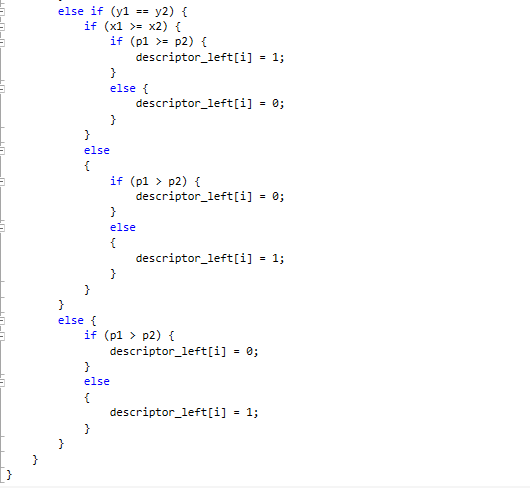 else if (y1 == y2) {
if (x1 >= x2) {
if (p1 >= p2) {
descriptor_left[i] = 1;
}
else {
descriptor_left[i] = 0;
}
}
else
{
if (p1 > p2) {
descriptor_left[i] = 0;
}
else
{
descriptor_left[i] = 1;
}
}
}
else {
if (p1 > p2) {
descriptor_left[i] = 0;
}
else
{
descriptor_left[i] = 1;
}
}
}
}